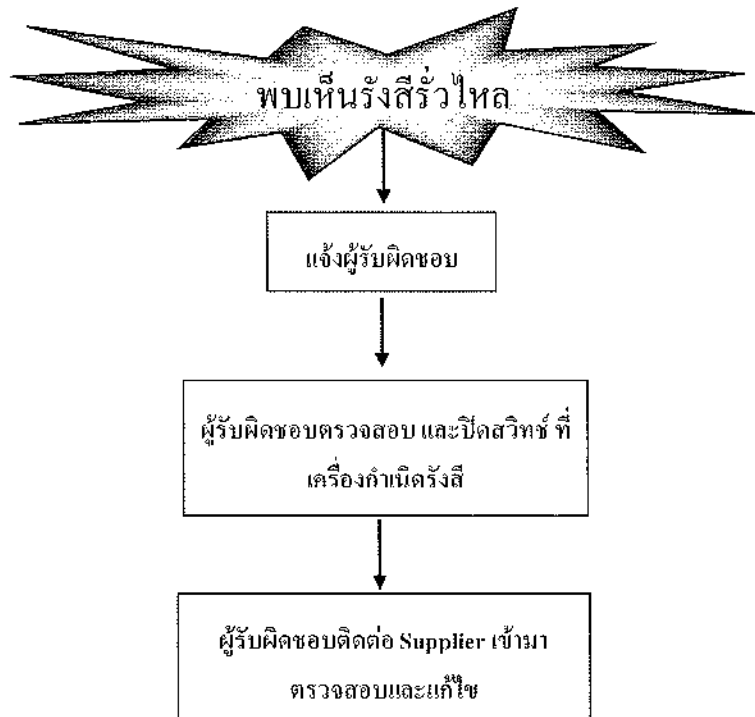 พบเห็นรังสีรั่วไหล
แจ้งผู้รับผิดชอบ
ผู้รับผิดชอบตรวจสอบ และปิดสวิทช์ ที่
เครื่องกำเนิดรังสี
ผู้รับผิดชอบติดต่อ Supplier เข้ามา
ตรวจสอบและแก้ไข